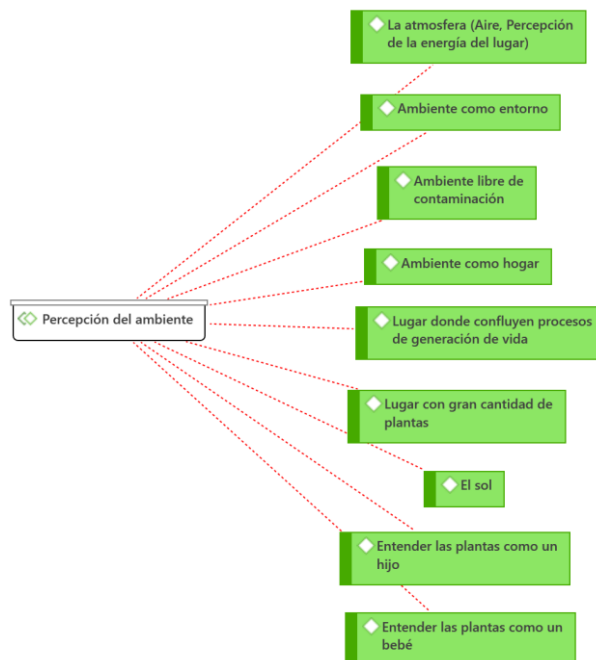 La atmosfera (Aire, Percepción
de la energía del lugar)
Ambiente como entorno
Ambiente libre de
contaminación
Ambiente como hogar
Percepción del ambiente
Lugar donde confluyen procesos
de generación de vida
Lugar con gran cantidad de
plantas
El sol
Entender las plantas como un
hijo
Entender las plantas como un
bebé